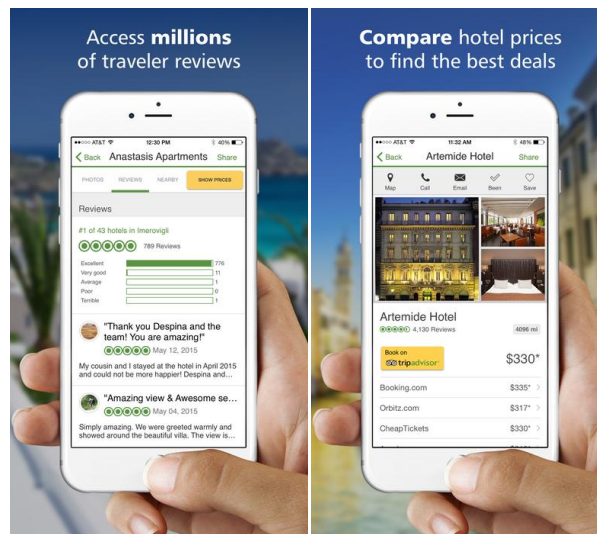 Access millions
of traveler reviews
AT&T 12:30 PM 40%
Back Anastasis Apartments Share
PHOTOS REVIEWS NEARBY SHOW PRICES
Reviews
#1 of 43 hotels in Imerovigli
789 Reviews
Excellent 776
Very good 11
Average 1
Poor 0
Terrible 1
"Thank you Despina and the
team! You are amazing!"
May 12, 2015
My cousin and I stayed at the hotel in April 2015
and could not be more happier! Despina and...
"Amazing view & Awesome se...
May 04, 2015
Simply amazing. We were greeted warmly and
showed around the beautiful villa. The view is...
Compare hotel prices
to find the best deals
AT&T 11:32 AM 48%
Back Artemide Hotel Share
Map Call Email Been Save
Artemide Hotel
4,130 Reviews 4096 mi
Book on
tripadvisor $330*
Booking.com $335*
Orbitz.com $317*
CheapTickets $330*